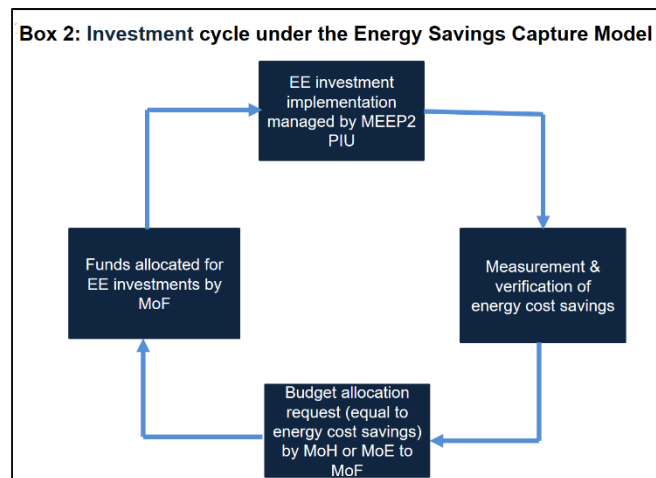 Box 2: Investment cycle under the Energy Savings Capture Model
EE investment
implementation
managed by MEEP2
PIU
Funds allocated for
EE investments by
MoF
Measurement &
verification of
energy cost savings
Budget allocation
request (equal to
energy cost savings)
by MoH or MoE to
MoF